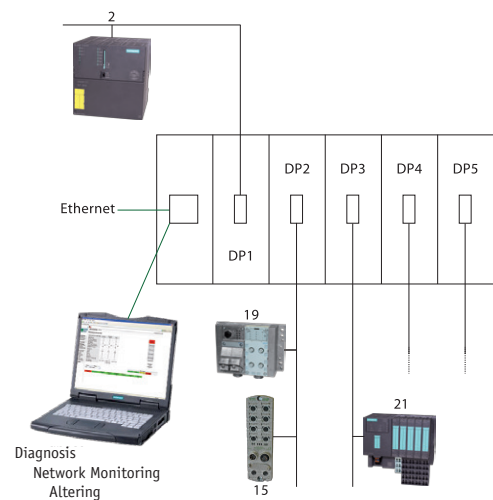 2
DP2 DP3 DP4 DP5
Ethernet
DP1
19
21
15
Diagnosis
Network Monitoring
Altering